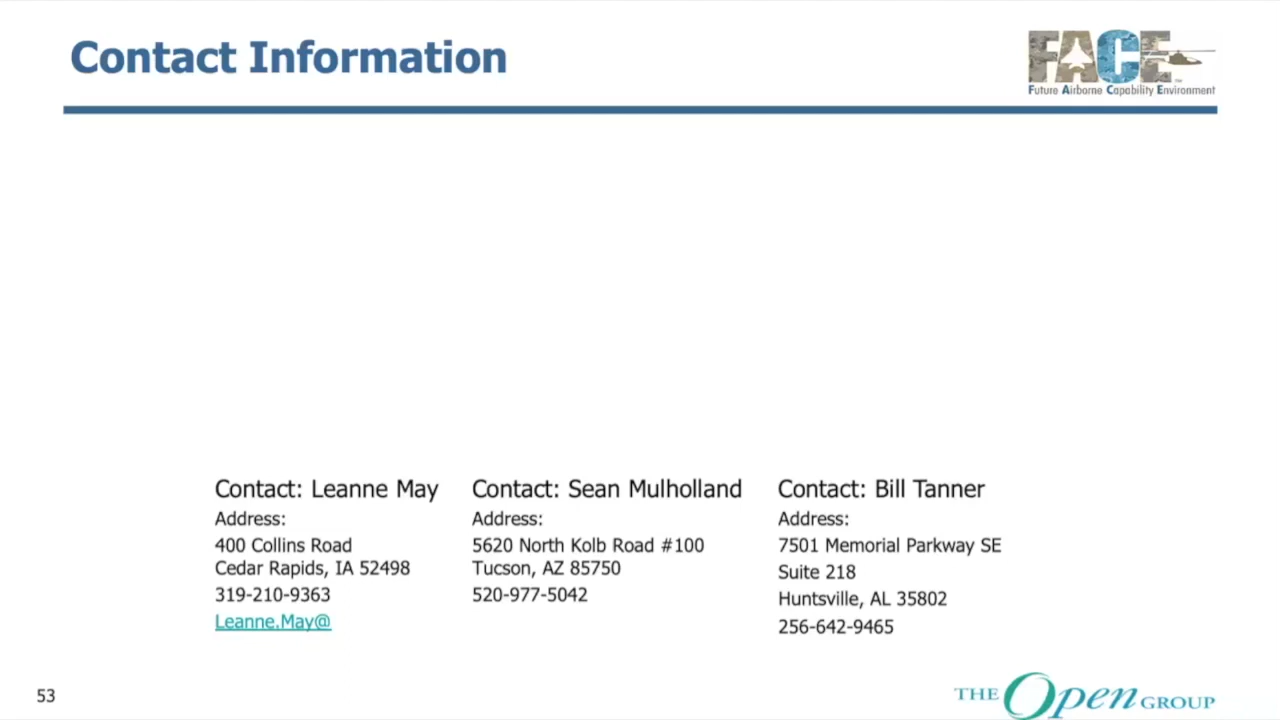 Contact Information
FACE
Future Airborne Capability Environment
Contact: Leanne May
Address:
400 Collins Road
Cedar Rapids, IA 52498
319-210-9363
Leanne.May@
Contact: Sean Mulholland
Address:
5620 North Kolb Road #100
Tucson, AZ 85750
520-977-5042
Contact: Bill Tanner
Address:
7501 Memorial Parkway SE
Suite 218
Huntsville, AL 35802
256-642-9465
53
THE Open GROUP